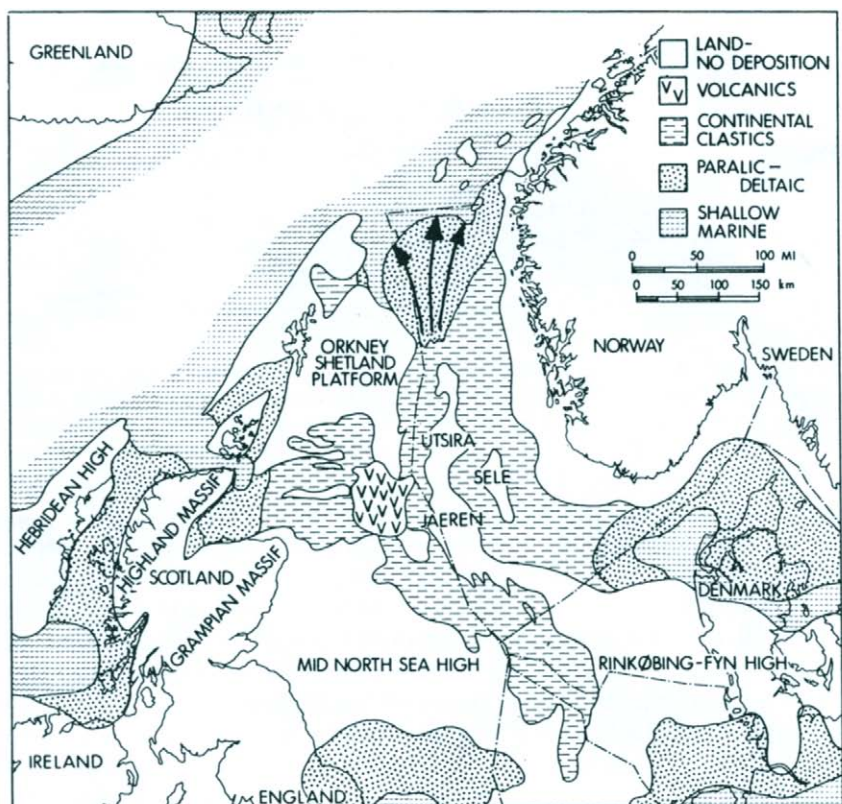 GREENLAND
LAND-
NO DEPOSITION
VOLCANICS
CONTINENTAL
CLASTICS
PARALIC-
DELTAIC
SHALLOW
MARINE
0 50 100 MI
0 50 100 150 km
NORWAY
SWEDEN
ORKNEY
SHETLAND
PLATFORM
UTSIRA
SELE
JAEREN
HEBRIDEAN HIGH
HIGHLAND MASSIF
SCOTLAND
GRAMPIAN MASSIF
DENMARK
MID NORTH SEA HIGH
RINKØBING-FYN HIGH
IRELAND
ENGLAND